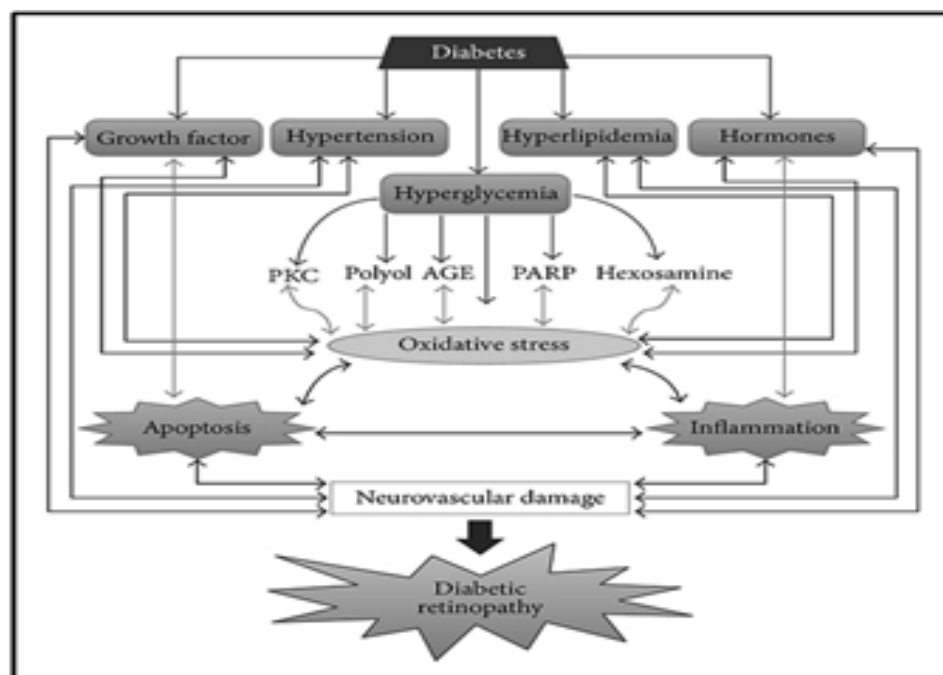 Diabetes
Growth factor
Hypertension
Hyperlipidemia
Hormones
Hyperglycemia
PKC
Polyol
AGE
PARP
Hexosamine
Oxidative stress
Apoptosis
Inflammation
Neurovascular damage
Diabetic
retinopathy